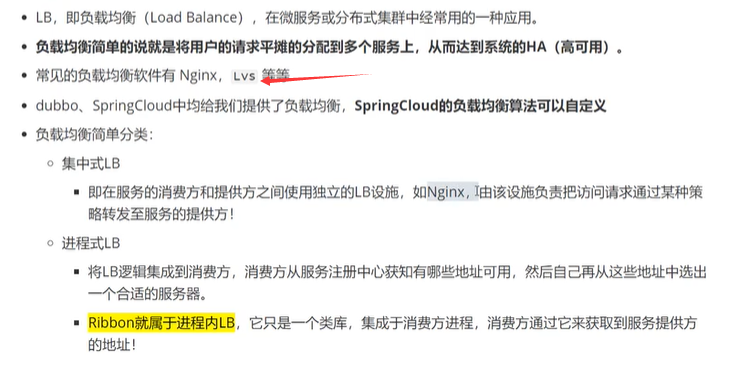 LB，即负载均衡（Load Balance），在微服务或分布式集群中经常用的一种应用。
负载均衡简单的说就是将用户的请求平摊的分配到多个服务上，从而达到系统的HA（高可用）。
常见的负载均衡软件有 Nginx，Lvs 等等
dubbo、SpringCloud中均给我们提供了负载均衡，SpringCloud的负载均衡算法可以自定义
负载均衡简单分类：
集中式LB
即在服务的消费方和提供方之间使用独立的LB设施，如Nginx，由该设施负责把访问请求通过某种策
略转发至服务的提供方！
进程式LB
将LB逻辑集成到消费方，消费方从服务注册中心获知有哪些地址可用，然后自己再从这些地址中选出
一个合适的服务器。
Ribbon就属于进程内LB，它只是一个类库，集成于消费方进程，消费方通过它来获取到服务提供方
的地址！